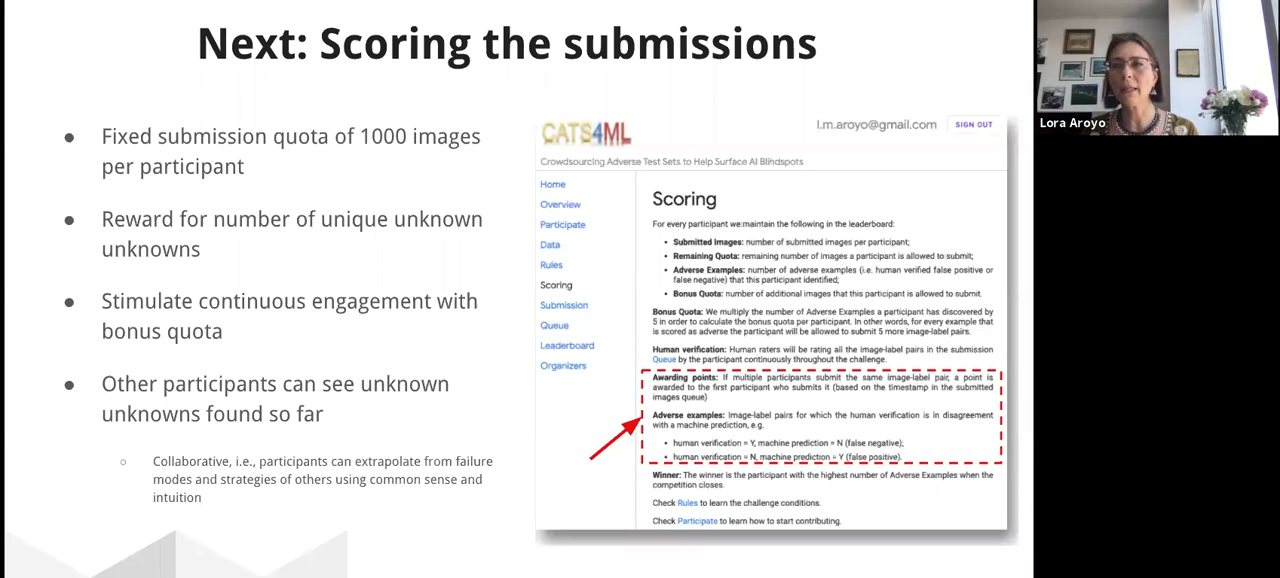 Next: Scoring the submissions
● Fixed submission quota of 1000 images
per participant
● Reward for number of unique unknown
unknowns
● Stimulate continuous engagement with
bonus quota
● Other participants can see unknown
unknowns found so far
○ Collaborative, i.e., participants can extrapolate from failure
modes and strategies of others using common sense and
intuition
CATS4ML
l.m.aroyo@gmail.com SIGN OUT
Crowdsourcing Adverse Test Sets to Help Surface AI Blindspots
Home
Overview
Participate
Data
Rules
Scoring
Submission
Queue
Leaderboard
Organizers
Scoring
For every participant we maintain the following in the leaderboard:
• Submitted Images: number of submitted images per participant;
• Remaining Quota: remaining number of images a participant is allowed to submit;
• Adverse Examples: number of adverse examples (i.e. human verified false positive or
false negative) that this participant identified;
• Bonus Quota: number of additional images that this participant is allowed to submit.
Bonus Quota: We multiply the number of Adverse Examples a participant has discovered by
5 in order to calculate the bonus quota per participant. In other words, for every example that
is scored as adverse the participant will be allowed to submit 5 more image-label pairs.
Human verification: Human raters will be rating all the image-label pairs in the submission
Queue by the participant continuously throughout the challenge.
Awarding points: If multiple participants submit the same image-label pair, a point is
awarded to the first participant who submits it (based on the timestamp in the submitted
images queue)
Adverse examples: Image-label pairs for which the human verification is in disagreement
with a machine prediction, e.g.
• human verification = Y, machine prediction = N (false negative);
• human verification = N, machine prediction = Y (false positive).
Winner: The winner is the participant with the highest number of Adverse Examples when the
competition closes.
Check Rules to learn the challenge conditions.
Check Participate to learn how to start contributing.
Lora Aroyo